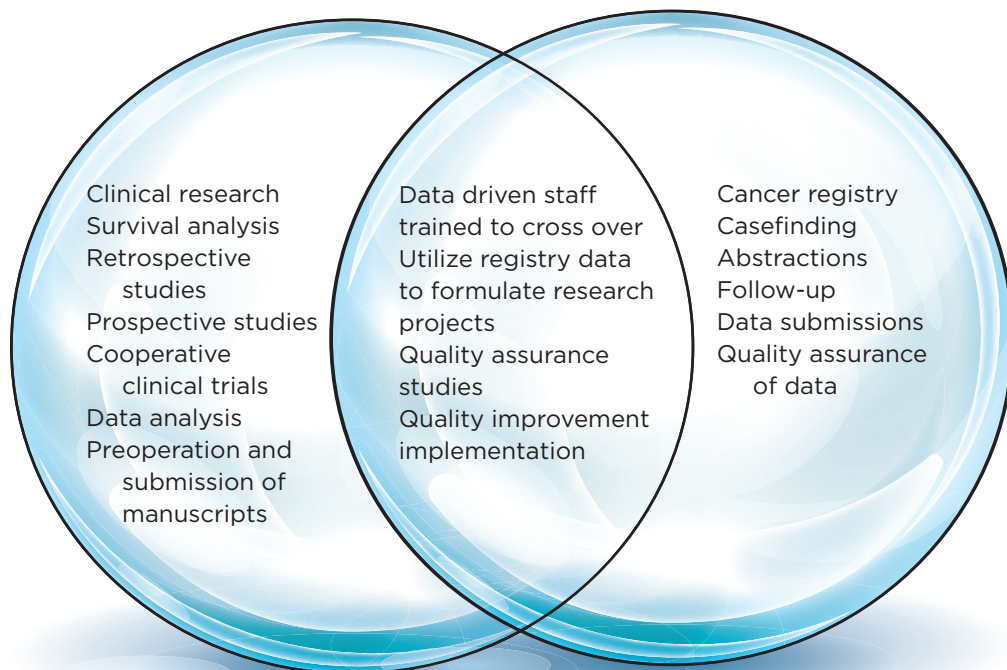 Clinical research
Survival analysis
Retrospective
studies
Prospective studies
Cooperative
clinical trials
Data analysis
Preoperation and
submission of
manuscripts
Data driven staff
trained to cross over
Utilize registry data
to formulate research
projects
Quality assurance
studies
Quality improvement
implementation
Cancer registry
Casefinding
Abstractions
Follow-up
Data submissions
Quality assurance
of data